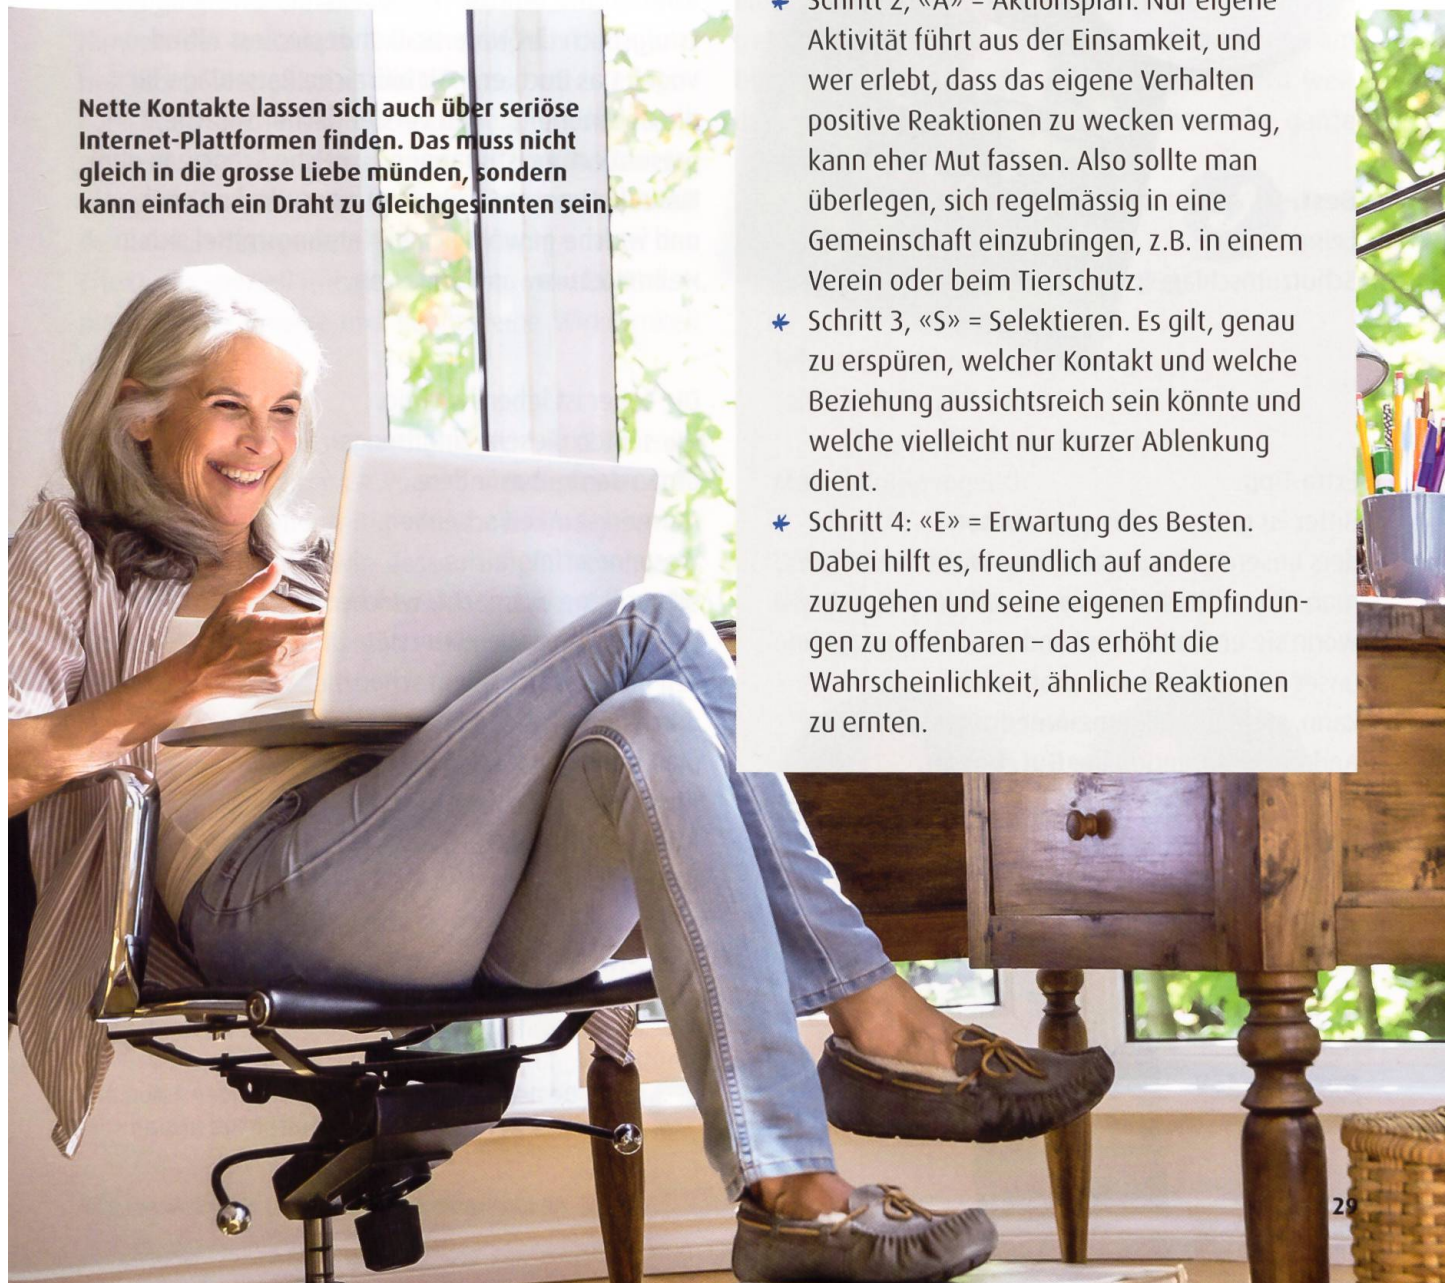 Nette Kontakte lassen sich auch über seriöse
Internet-Plattformen finden. Das muss nicht
gleich in die grosse Liebe münden, sondern
kann einfach ein Draht zu Gleichgesinnten sein.
* Schritt 2, «A» = Aktionsplan. Nur eigene
Aktivität führt aus der Einsamkeit, und
wer erlebt, dass das eigene Verhalten
positive Reaktionen zu wecken vermag,
kann eher Mut fassen. Also sollte man
überlegen, sich regelmässig in eine
Gemeinschaft einzubringen, z.B. in einem
Verein oder beim Tierschutz.
* Schritt 3, «S» = Selektieren. Es gilt, genau
zu erspüren, welcher Kontakt und welche
Beziehung aussichtsreich sein könnte und
welche vielleicht nur kurzer Ablenkung
dient.
* Schritt 4: «E» = Erwartung des Besten.
Dabei hilft es, freundlich auf andere
zuzugehen und seine eigenen Empfindun-
gen zu offenbaren – das erhöht die
Wahrscheinlichkeit, ähnliche Reaktionen
zu ernten.
29